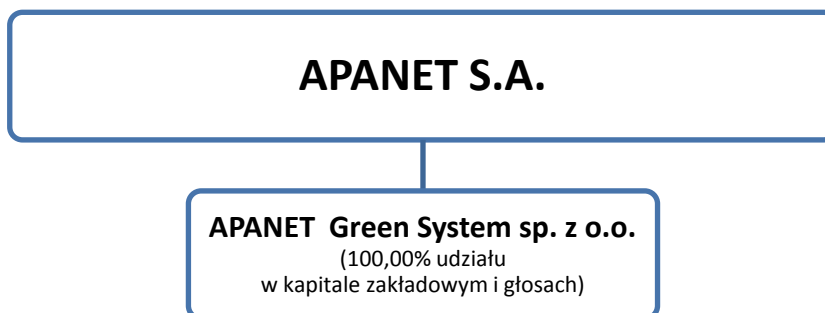 APANET S.A.
APANET Green System sp. z o.o.
(100,00% udziału
w kapitale zakładowym i głosach)